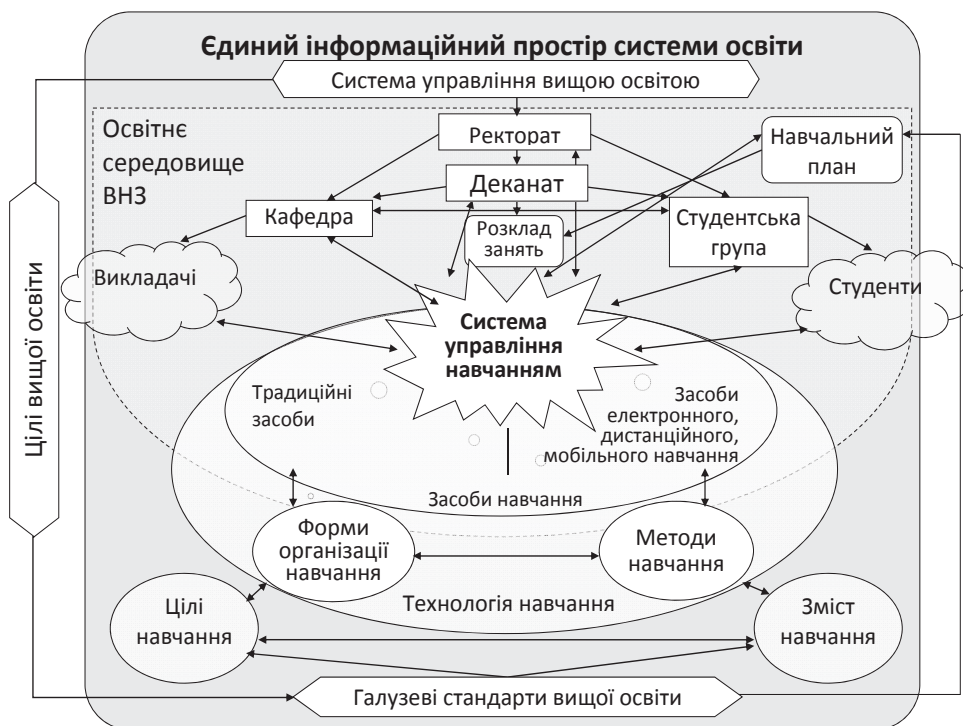 Єдиний інформаційний простір системи освіти
Система управління вищою освітою
Освітнє
середовище
ВНЗ
Ректорат
Навчальний
план
Деканат
Кафедра
Розклад
занять
Студентська
група
Викладачі
Студенти
Цілі вищої освіти
Система
управління
навчанням
Традиційні
засоби
Засоби
електронного,
дистанційного,
мобільного навчання
Засоби навчання
Форми
організації
навчання
Методи
навчання
Технологія навчання
Цілі
навчання
Зміст
навчання
Галузеві стандарти вищої освіти